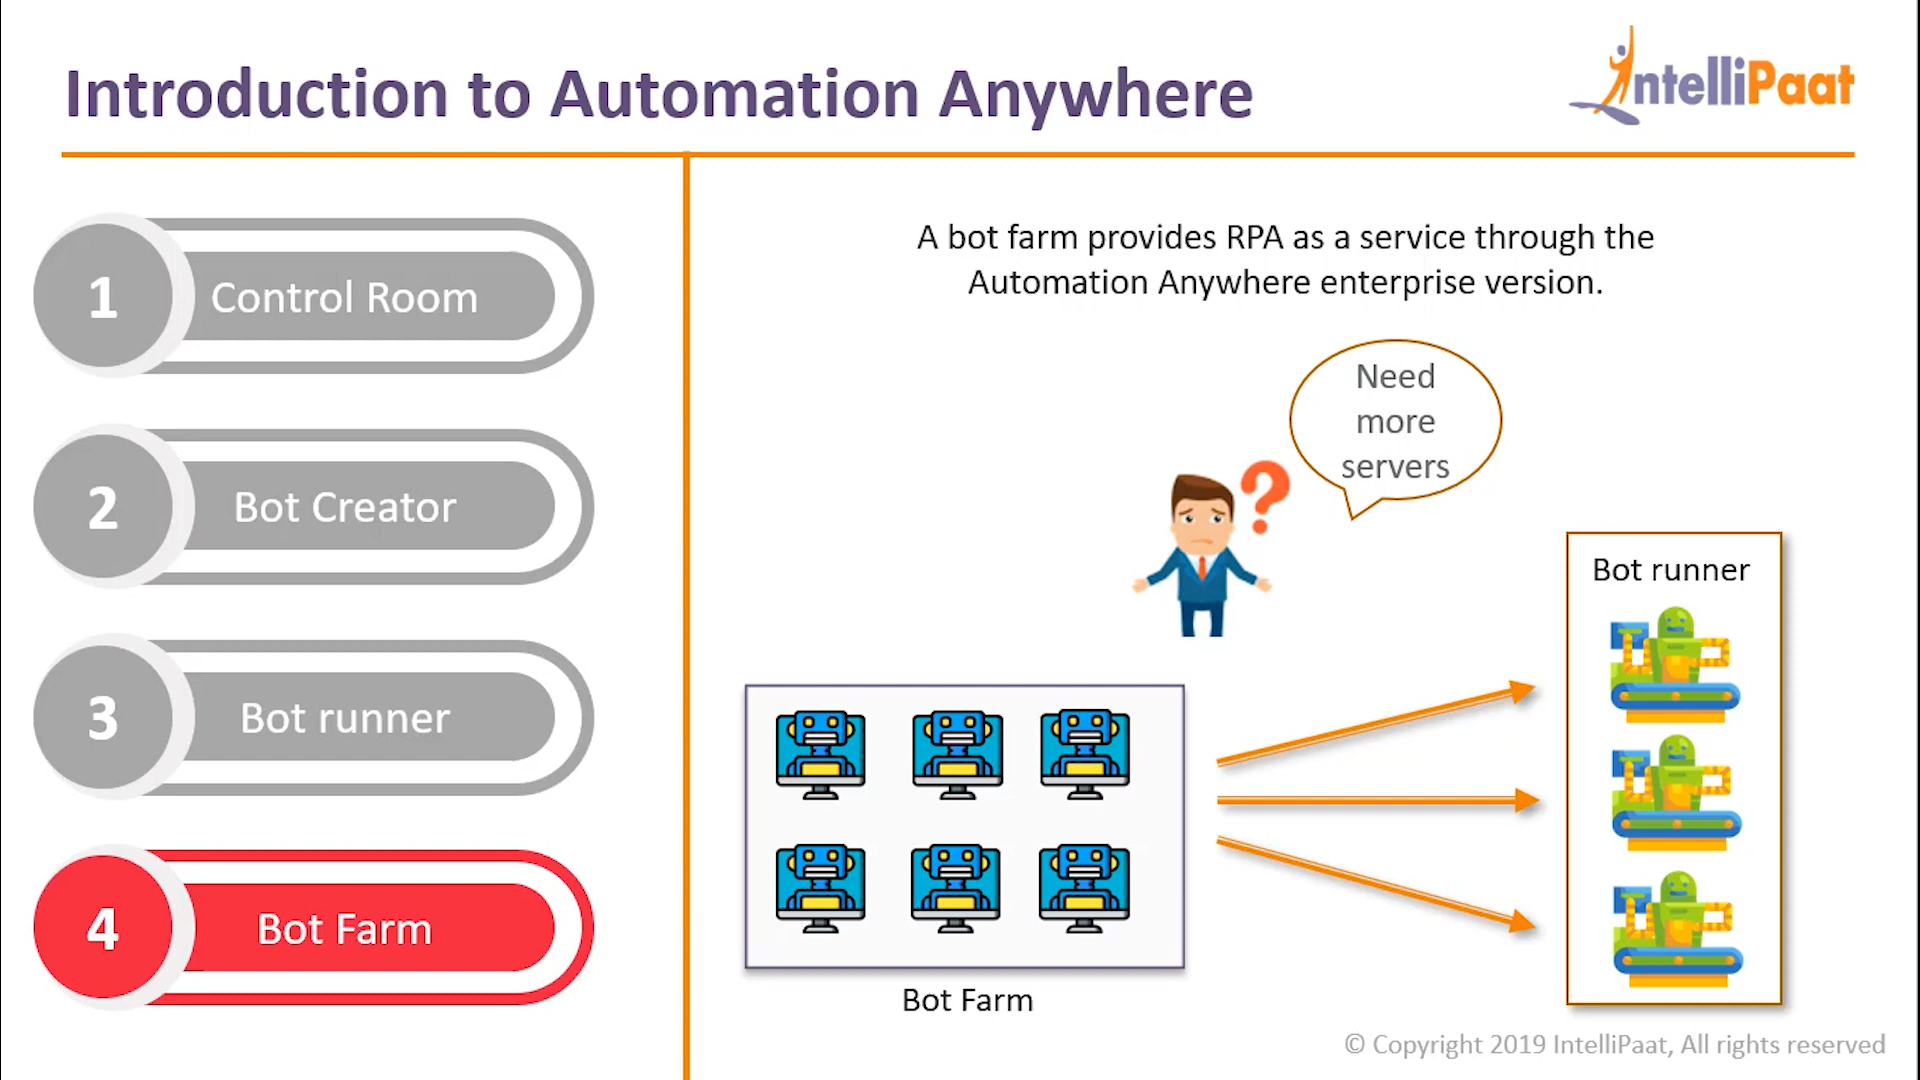 Introduction to Automation Anywhere
IntelliPaat
1
Control Room
2
Bot Creator
3
Bot runner
4
Bot Farm
A bot farm provides RPA as a service through the
Automation Anywhere enterprise version.
Need
more
servers
?
Bot runner
Bot Farm
© Copyright 2019 IntelliPaat, All rights reserved